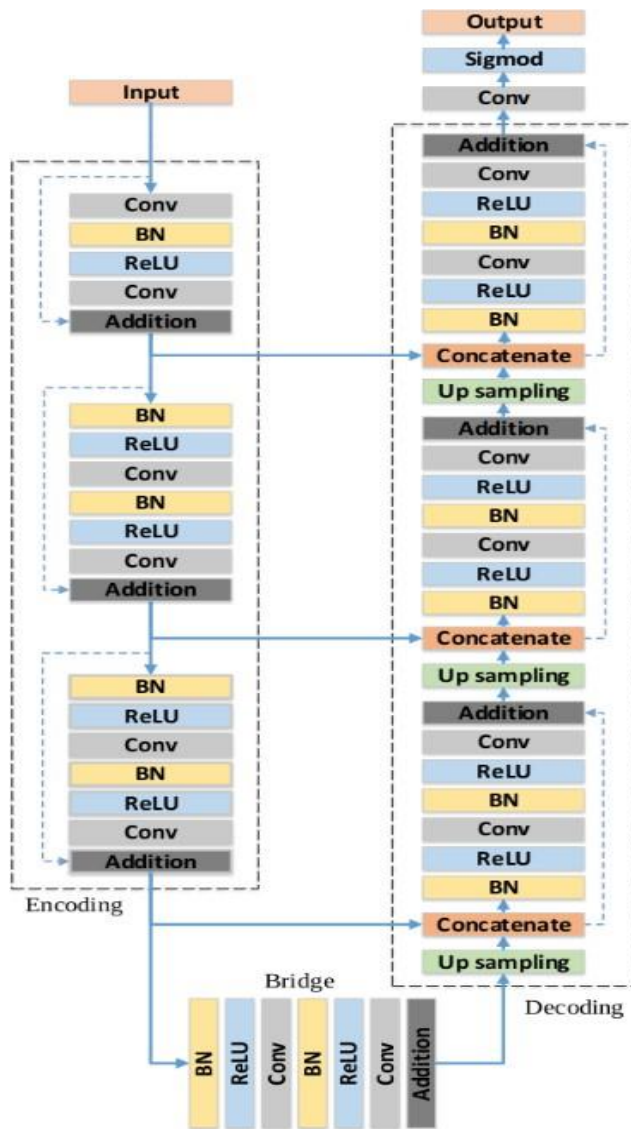 Input
Conv
BN
ReLU
Conv
Addition
BN
ReLU
Conv
BN
ReLU
Conv
Addition
BN
ReLU
Conv
BN
ReLU
Conv
Addition
Encoding
Bridge
BN
ReLU
Conv
BN
ReLU
Conv
Addition
Output
Sigmod
Conv
Addition
Conv
ReLU
BN
Conv
ReLU
BN
Concatenate
Up sampling
Addition
Conv
ReLU
BN
Conv
ReLU
BN
Concatenate
Up sampling
Addition
Conv
ReLU
BN
Conv
ReLU
BN
Concatenate
Up sampling
Decoding